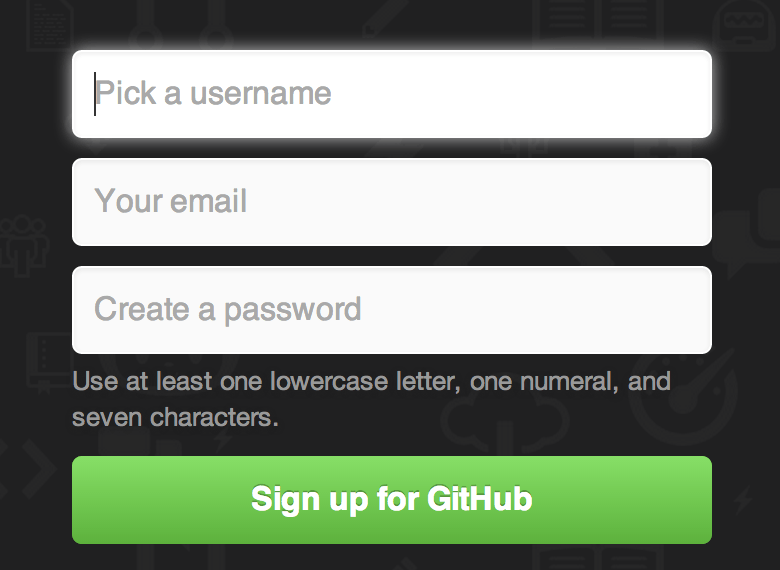 Pick a username
Your email
Create a password
Use at least one lowercase letter, one numeral, and
seven characters.
Sign up for GitHub